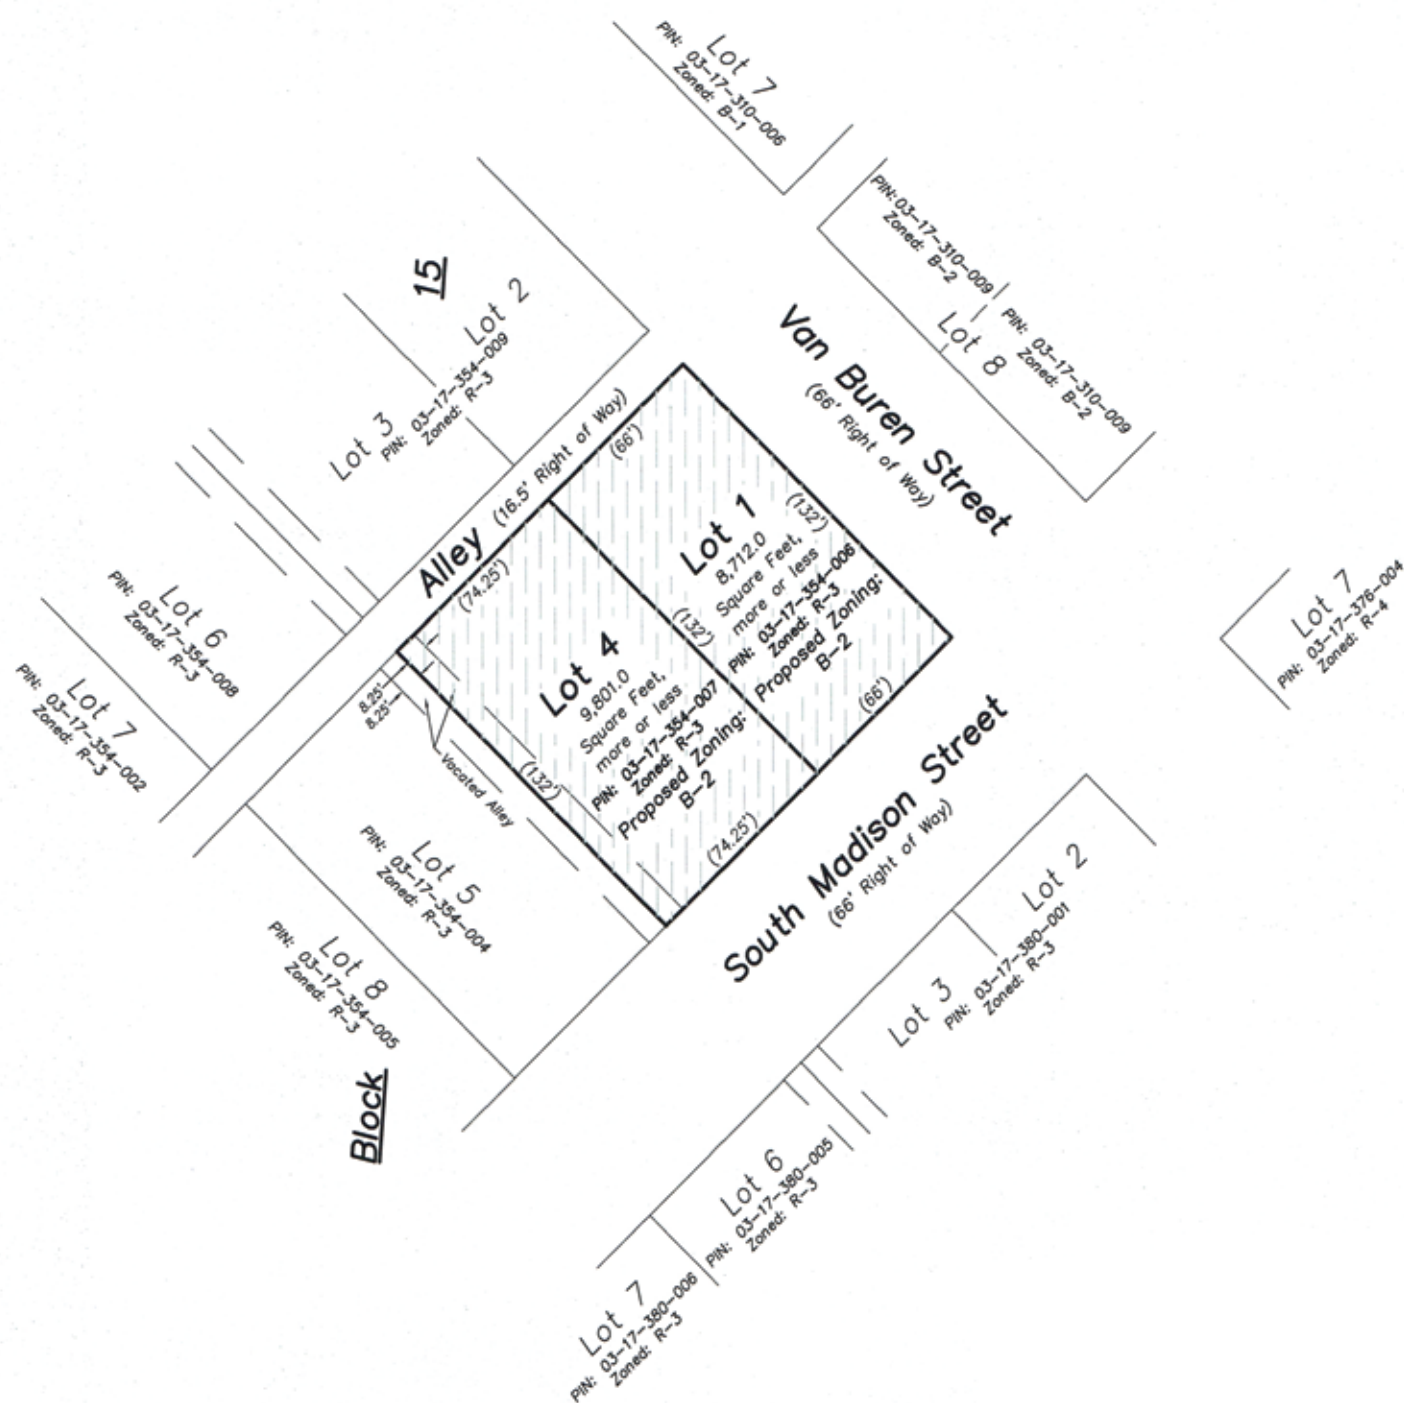 Lot 7
PIN: 03-17-310-006
Zoned: B-1
PIN: 03-17-310-009
Zoned: B-2
Lot 8
PIN: 03-17-310-009
Zoned: B-2
15
Lot 2
Lot 3
PIN: 03-17-354-009
Zoned: R-3
Van Buren Street
(66' Right of Way)
Alley (16.5' Right of Way)
(66')
(132')
Lot 1
8,712.0
Square Feet,
more or less
PIN: 03-17-354-006
Zoned: R-3
Proposed Zoning:
B-2
(66')
(132')
(74.25')
Lot 4
9,801.0
Square Feet,
more or less
PIN: 03-17-354-007
Zoned: R-3
Proposed Zoning:
B-2
(74.25')
(132')
8.25'
8.25'
Vacated Alley
Lot 6
PIN: 03-17-354-008
Zoned: R-3
Lot 7
PIN: 03-17-354-002
Zoned: R-3
Lot 5
PIN: 03-17-354-004
Zoned: R-3
Lot 8
PIN: 03-17-354-005
Zoned: R-3
Block
South Madison Street
(66' Right of Way)
Lot 7
PIN: 03-17-376-004
Zoned: R-4
Lot 2
Lot 3
PIN: 03-17-380-001
Zoned: R-3
Lot 6
PIN: 03-17-380-005
Zoned: R-3
Lot 7
PIN: 03-17-380-006
Zoned: R-3